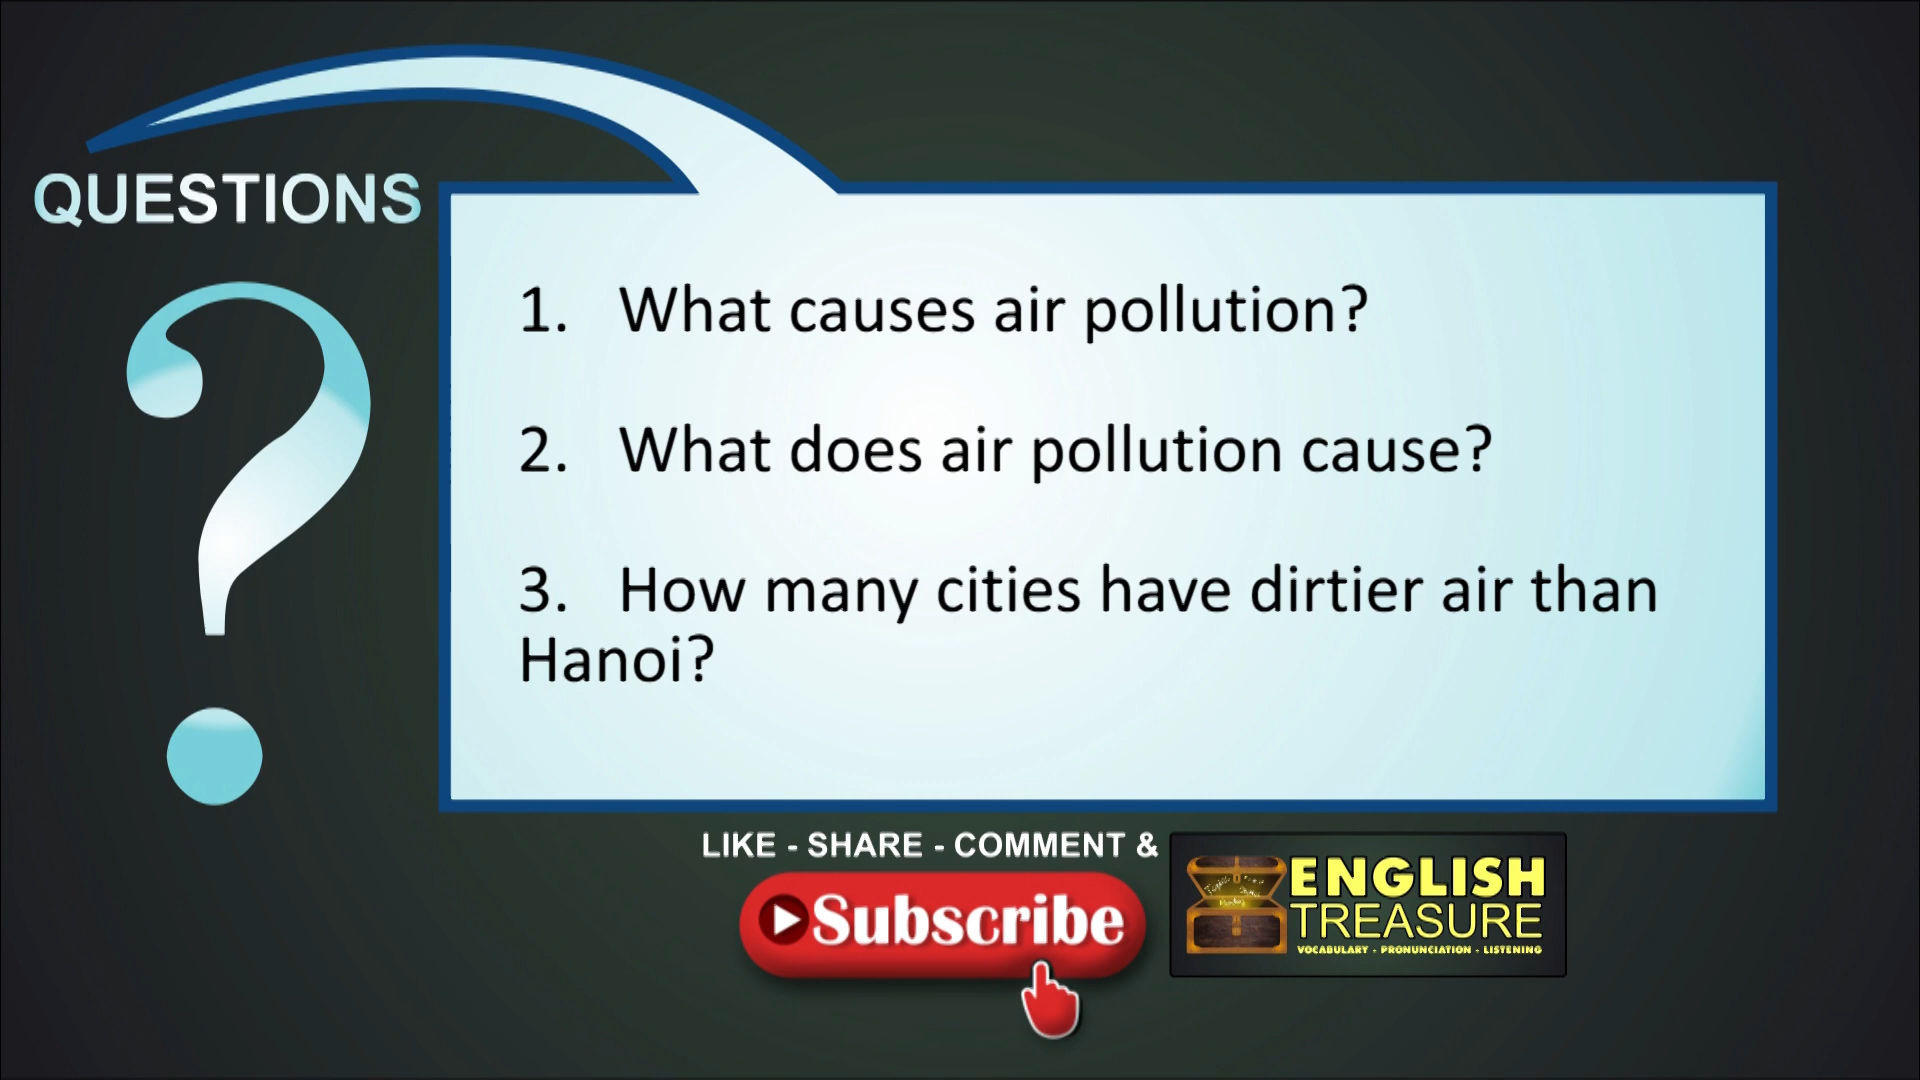 QUESTIONS
1. What causes air pollution?
2. What does air pollution cause?
3. How many cities have dirtier air than
Hanoi?
LIKE - SHARE - COMMENT &
Subscribe
ENGLISH
TREASURE
VOCABULARY - PRONUNCIATION - LISTENING